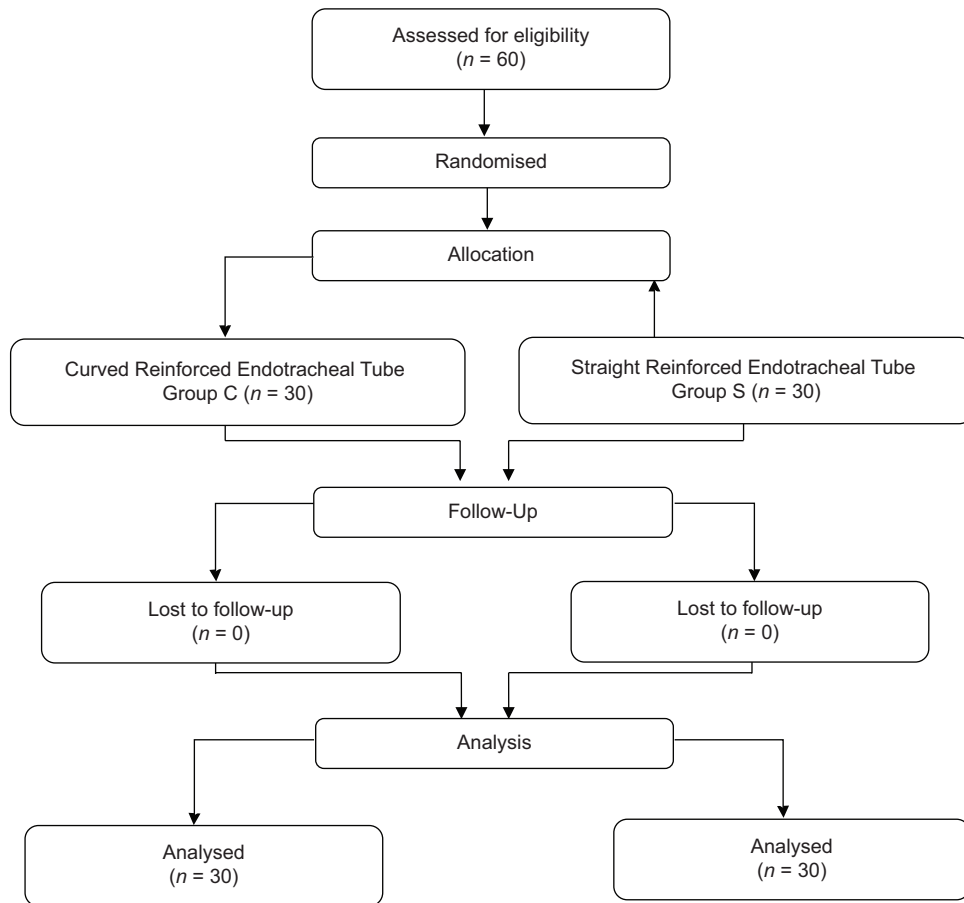 Assessed for eligibility
(n = 60)
Randomised
Allocation
Curved Reinforced Endotracheal Tube
Group C (n = 30)
Straight Reinforced Endotracheal Tube
Group S (n = 30)
Follow-Up
Lost to follow-up
(n = 0)
Lost to follow-up
(n = 0)
Analysis
Analysed
(n = 30)
Analysed
(n = 30)